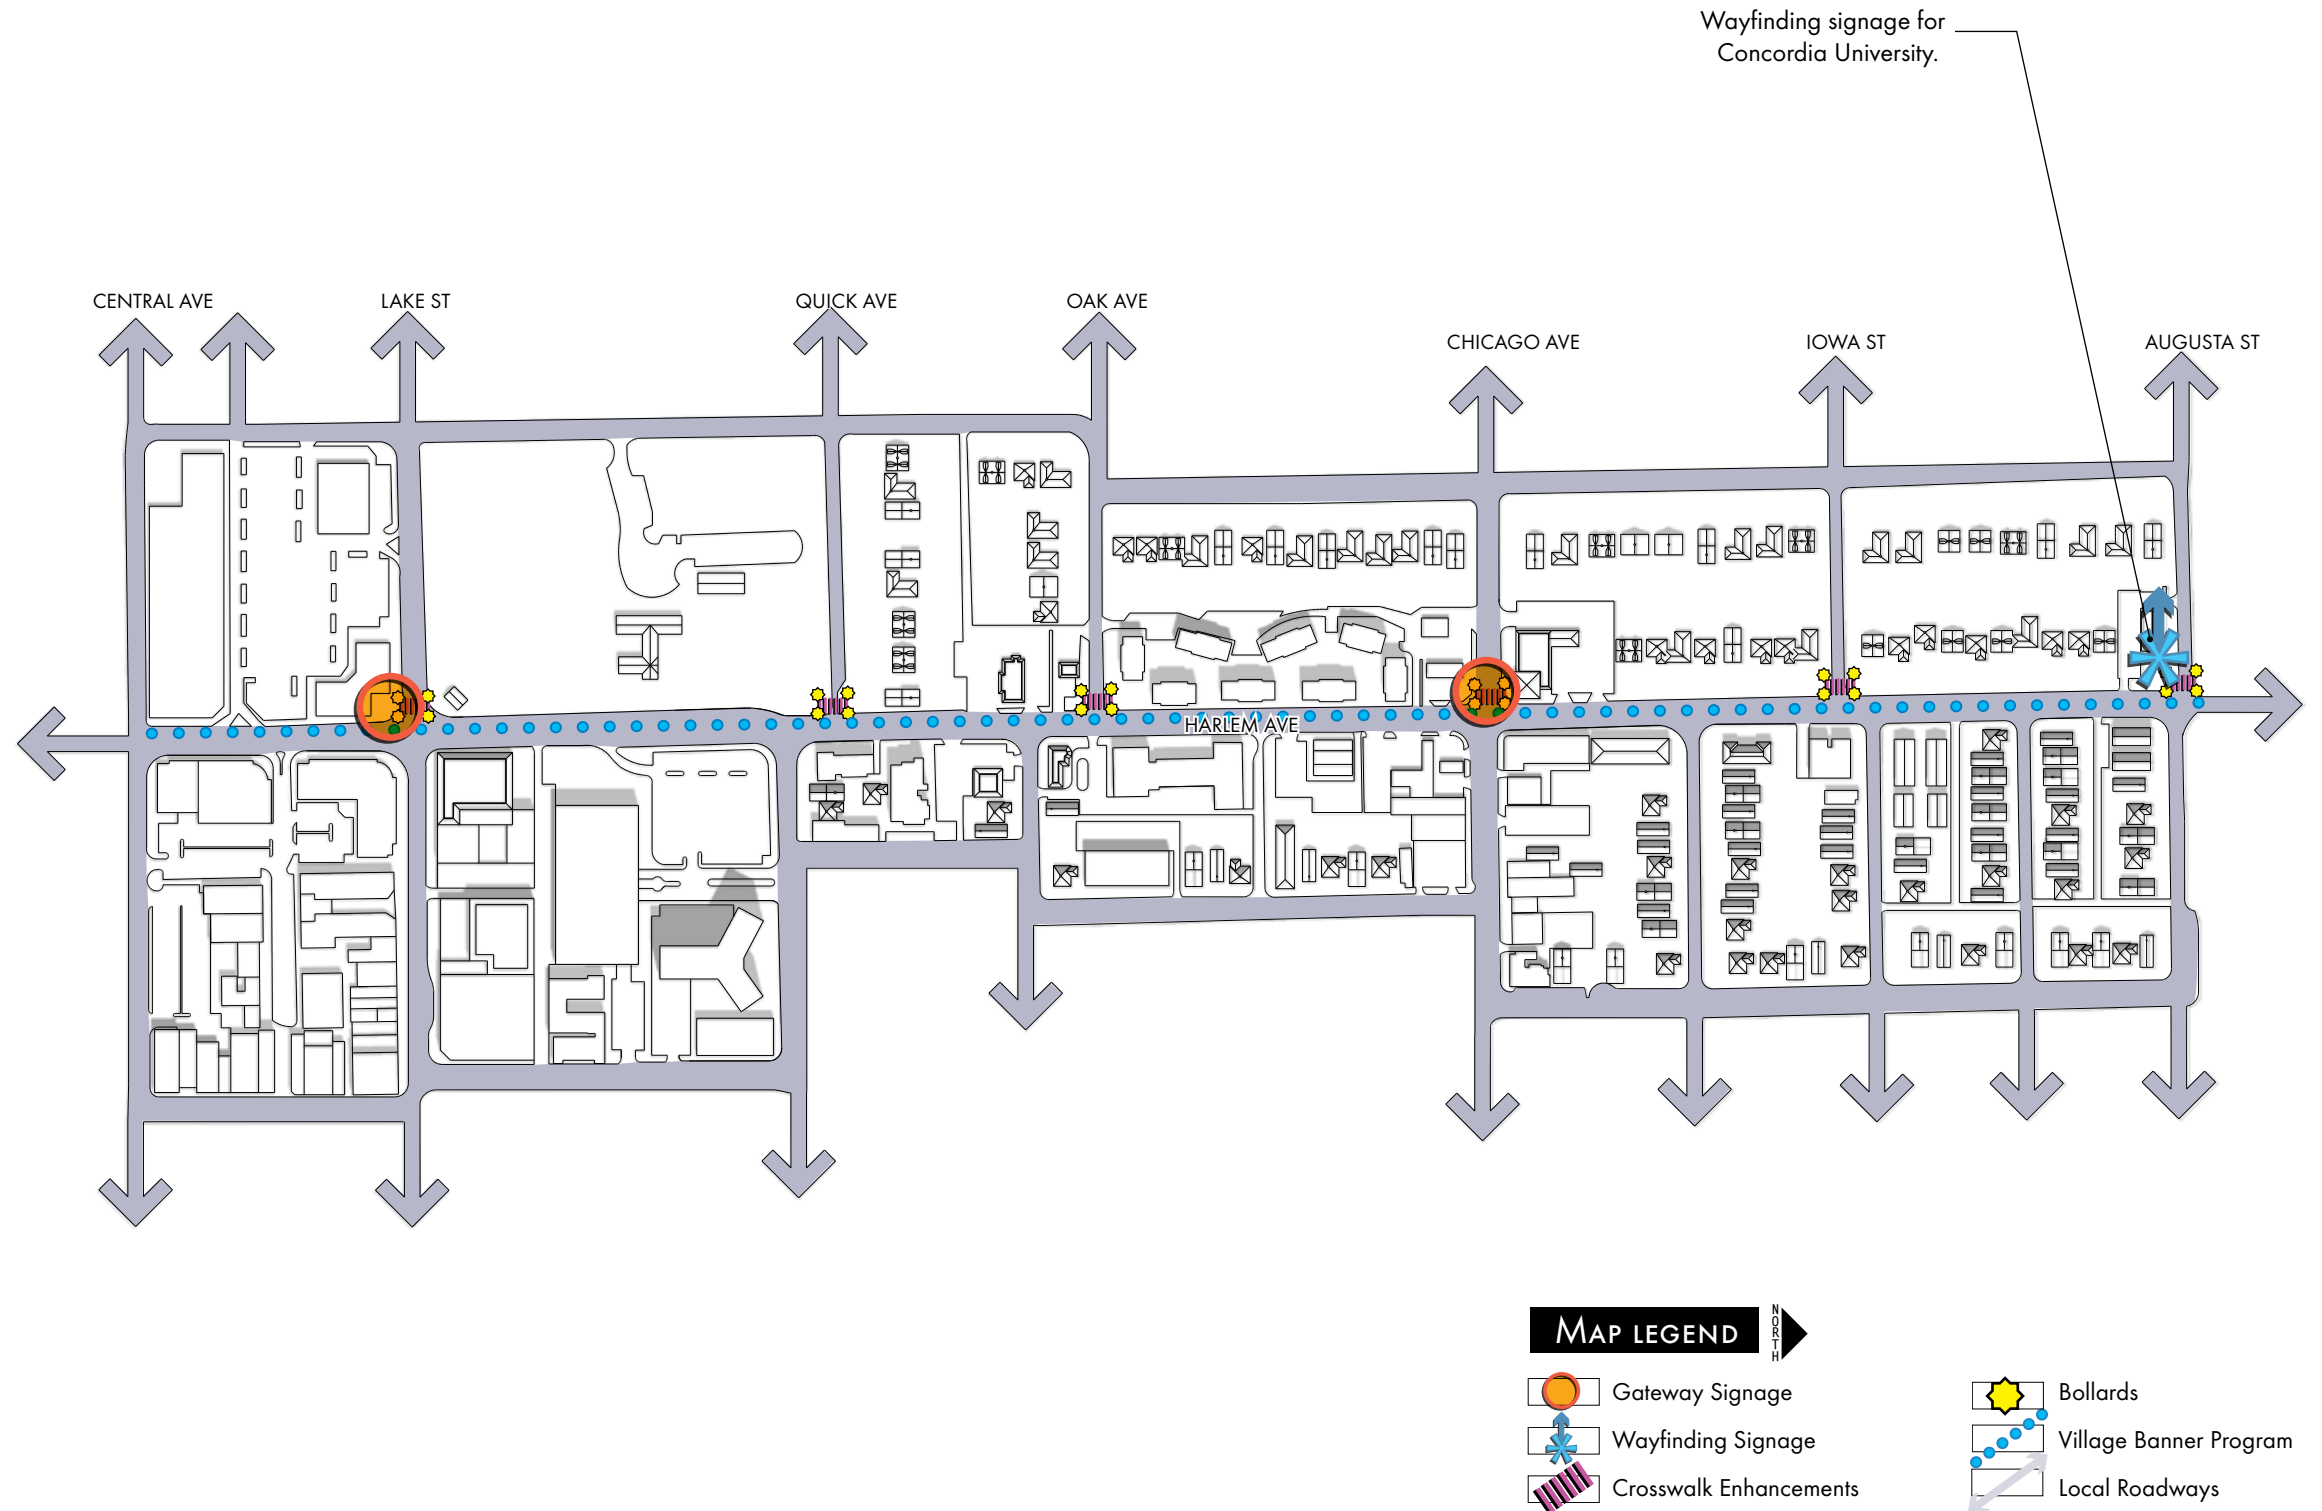 Wayfinding signage for
Concordia University.
CENTRAL AVE
LAKE ST
QUICK AVE
OAK AVE
CHICAGO AVE
IOWA ST
AUGUSTA ST
HARLEM AVE
MAP LEGEND
NORTH
Gateway Signage
Wayfinding Signage
Crosswalk Enhancements
Bollards
Village Banner Program
Local Roadways